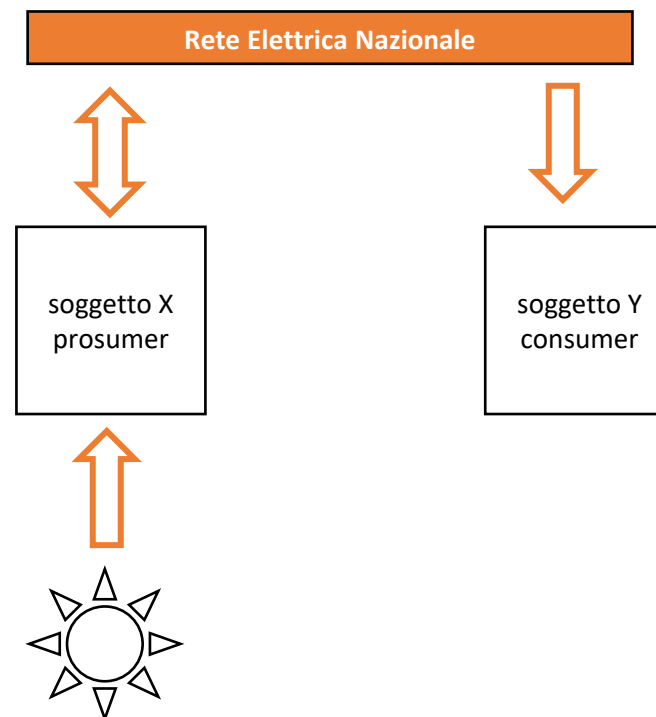 Rete Elettrica Nazionale
soggetto X
prosumer
soggetto Y
consumer